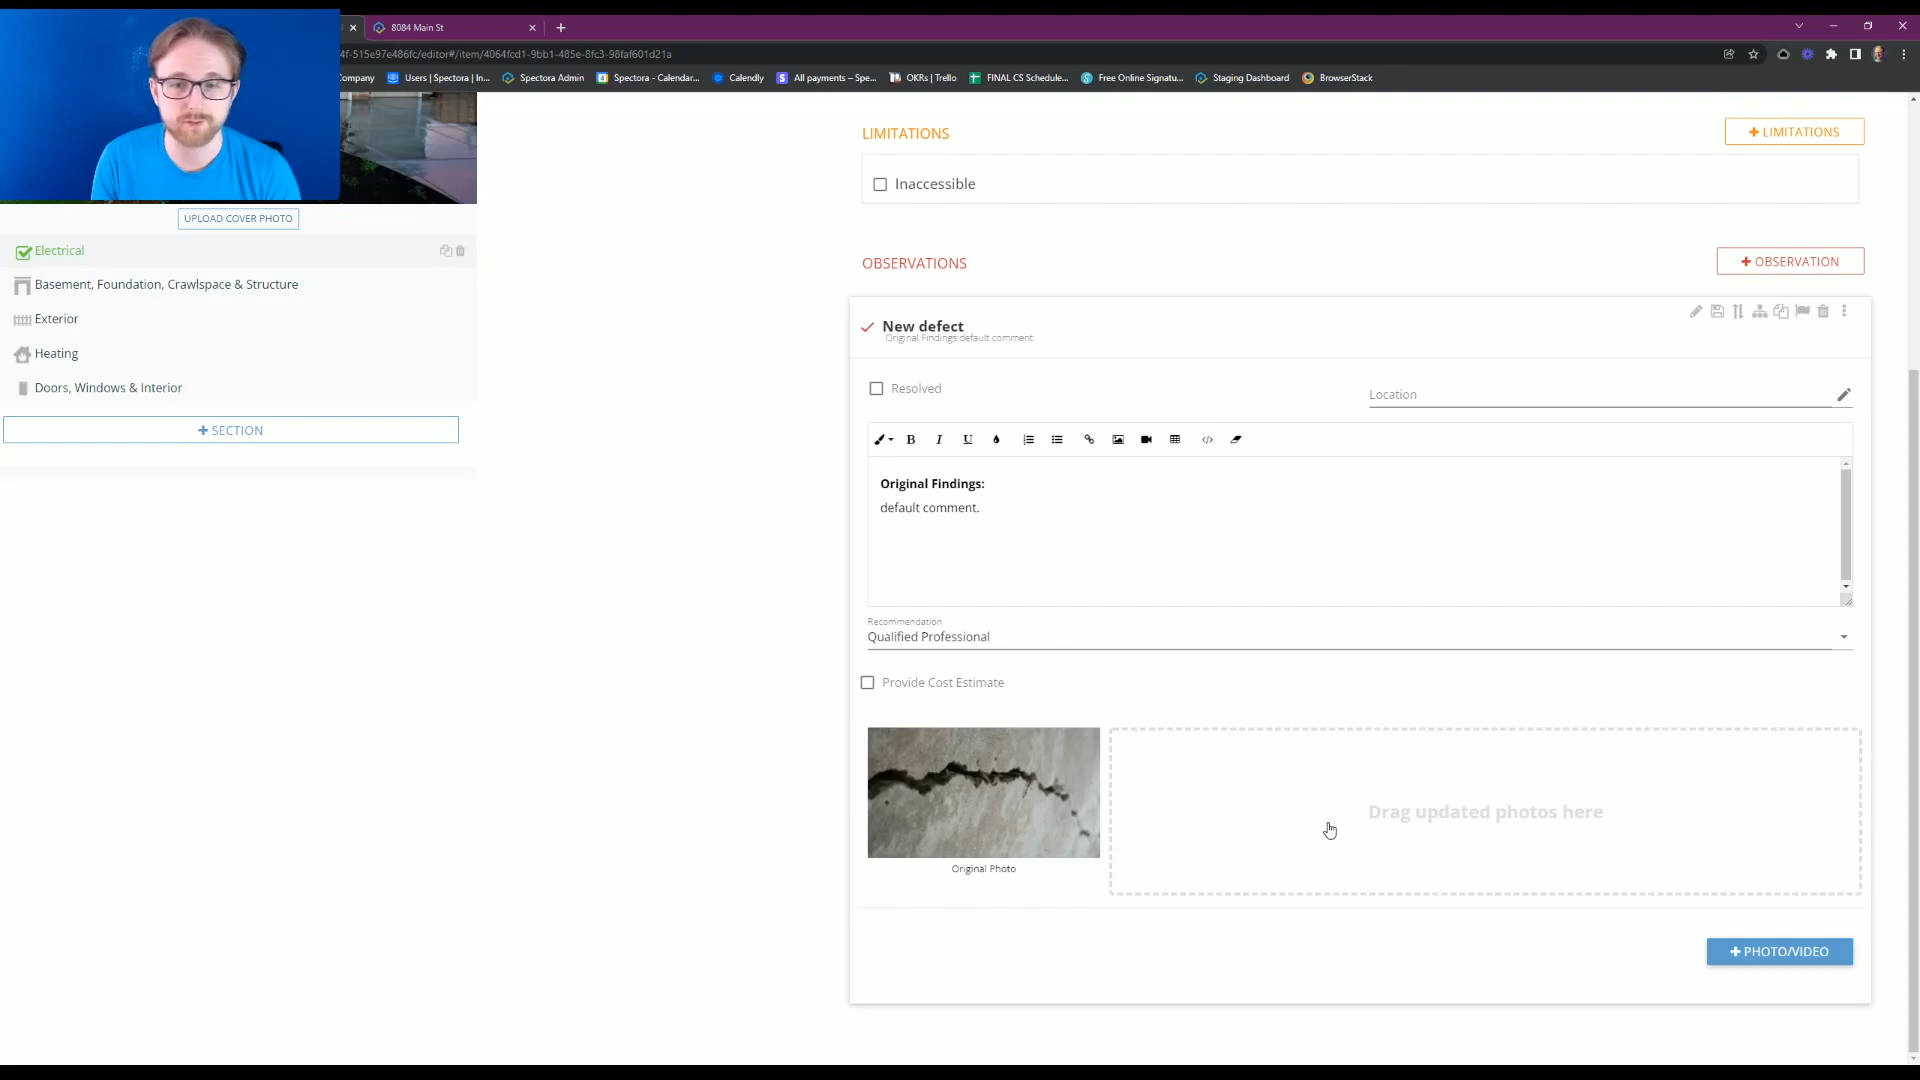 8084 Main St
4f-515e97e486fc/editor#/item/4064fcd1-9bb1-485e-8fc3-98faf601d21a
ompany
Users | Spectora | In...
Spectora Admin
Spectora - Calendar...
Calendly
All payments – Spe...
OKRs | Trello
FINAL CS Schedule...
Free Online Signatu...
Staging Dashboard
BrowserStack
UPLOAD COVER PHOTO
Electrical
Basement, Foundation, Crawlspace & Structure
Exterior
Heating
Doors, Windows & Interior
+ SECTION
LIMITATIONS
+ LIMITATIONS
Inaccessible
OBSERVATIONS
+ OBSERVATION
New defect
Original Findings:default comment.
Resolved
Location
B I U
Original Findings:
default comment.
Recommendation
Qualified Professional
Provide Cost Estimate
Original Photo
Drag updated photos here
+ PHOTO/VIDEO